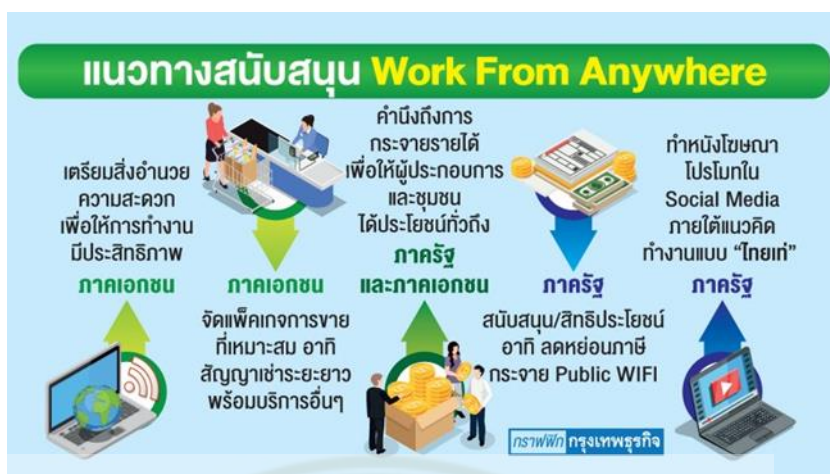 แนวทางสนับสนุน Work From Anywhere
เตรียมสิ่งอำนวย
ความสะดวก
เพื่อให้การทำงาน
มีประสิทธิภาพ
ภาคเอกชน
ภาคเอกชน
จัดแพ็คเกจการขาย
ที่เหมาะสม อาทิ
สัญญาเช่าระยะยาว
พร้อมบริการอื่นๆ
คำนึงถึงการ
กระจายรายได้
เพื่อให้ผู้ประกอบการ
และชุมชน
ได้ประโยชน์ทั่วถึง
ภาครัฐ
และภาคเอกชน
ภาครัฐ
สนับสนุน/สิทธิประโยชน์
อาทิ ลดหย่อนภาษี
กระจาย Public WIFI
ทำหนังโฆษณา
โปรโมทใน
Social Media
ภายใต้แนวคิด
ทำงานแบบ “ไทยเท่”
ภาครัฐ
กราฟฟิก กรุงเทพธุรกิจ